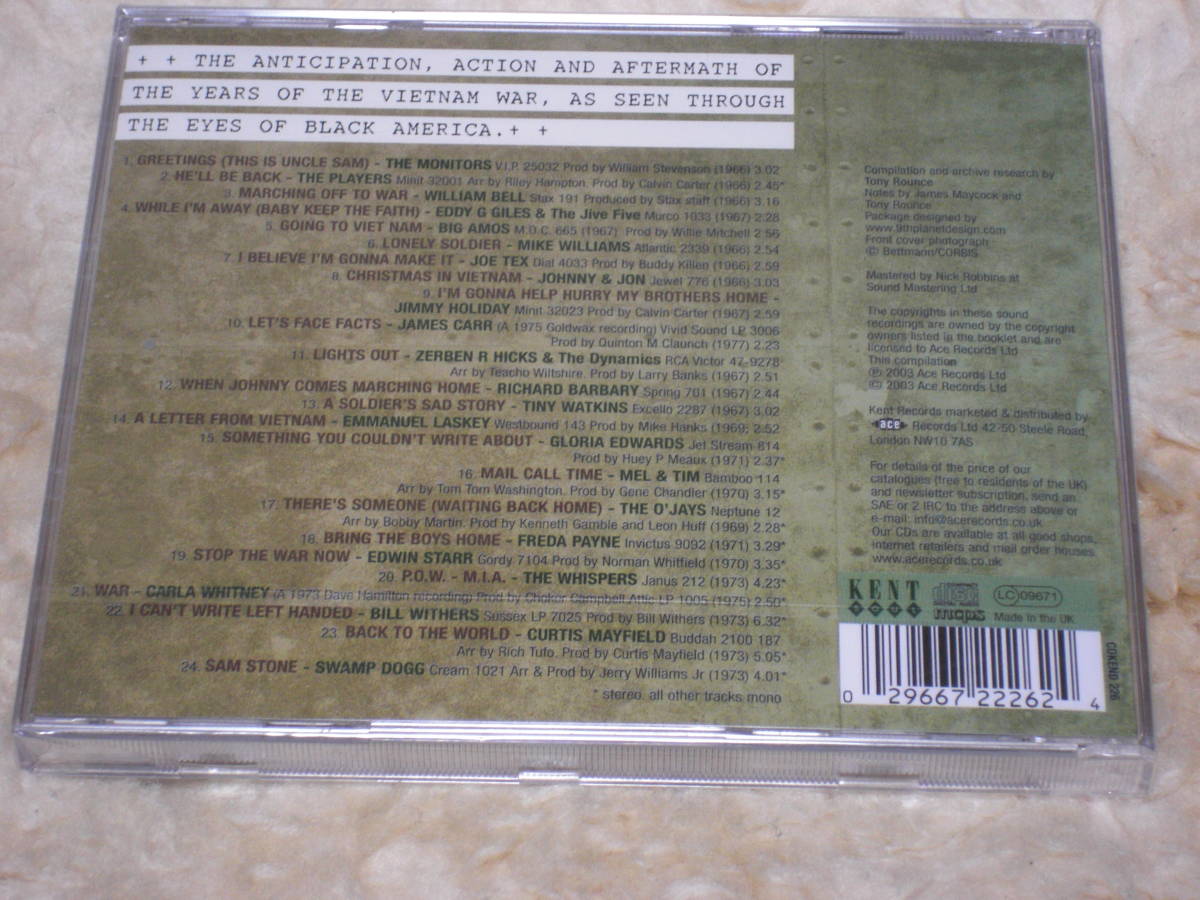 + + THE ANTICIPATION, ACTION AND AFTERMATH OF
THE YEARS OF THE VIETNAM WAR, AS SEEN THROUGH
THE EYES OF BLACK AMERICA.+ +
1. GREETINGS (THIS IS UNCLE SAM) - THE MONITORS V.I.P. 25032 Prod by William Stevenson (1966) 3.02
2. HE'LL BE BACK - THE PLAYERS Minit 32001 Arr by Riley Hampton. Prod by Calvin Carter (1966) 2.45*
3. MARCHING OFF TO WAR - WILLIAM BELL Stax 191 Produced by Stax staff (1966) 3.16
4. WHILE I'M AWAY (BABY KEEP THE FAITH) - EDDY G GILES & The Jive Five Murco 1033 (1967) 2.28
5. GOING TO VIET NAM - BIG AMOS M.O.C. 665 (1967) Prod by Willie Mitchell 2.56
6. LONELY SOLDIER - MIKE WILLIAMS Atlantic 2339 (1966) 2.54
7. I BELIEVE I'M GONNA MAKE IT - JOE TEX Dial 4033 Prod by Buddy Killen (1966) 2.59
8. CHRISTMAS IN VIETNAM - JOHNNY & JON Jewel 776 (1966) 3.03
9. I'M GONNA HELP HURRY MY BROTHERS HOME -
JIMMY HOLIDAY Minit 32023 Prod by Calvin Carter (1967) 2.59
10. LET'S FACE FACTS - JAMES CARR (A 1975 Goldwax recording) Vivid Sound LP 3006
Prod by Quinton M Claunch (1977) 2.23
11. LIGHTS OUT - ZERBEN R HICKS & The Dynamics RCA Victor 47-9278
Arr by Teacho Wiltshire. Prod by Larry Banks (1967) 2.51
12. WHEN JOHNNY COMES MARCHING HOME - RICHARD BARBARY Spring 701 (1967) 2.44
13. A SOLDIER'S SAD STORY - TINY WATKINS Excello 2287 (1967) 3.02
14. A LETTER FROM VIETNAM - EMMANUEL LASKEY Westbound 143 Prod by Mike Hanks (1969) 2.52
15. SOMETHING YOU COULDN'T WRITE ABOUT - GLORIA EDWARDS Jet Stream 814
Prod by Huey P Meaux (1971) 2.37*
16. MAIL CALL TIME - MEL & TIM Bamboo 114
Arr by Tom Tom Washington. Prod by Gene Chandler (1970) 3.15*
17. THERE'S SOMEONE (WAITING BACK HOME) - THE O'JAYS Neptune 12
Arr by Bobby Martin. Prod by Kenneth Gamble and Leon Huff (1969) 2.28*
18. BRING THE BOYS HOME - FREDA PAYNE Invictus 9092 (1971) 3.29*
19. STOP THE WAR NOW - EDWIN STARR Gordy 7104 Prod by Norman Whitfield (1970) 3.35*
20. P.O.W. - M.I.A. - THE WHISPERS Janus 212 (1973) 4.23*
21. WAR - CARLA WHITNEY (A 1973 Dave Hamilton recording) Prod by Choker Campbell Attic LP 1005 (1975) 2.50*
22. I CAN'T WRITE LEFT HANDED - BILL WITHERS Sussex LP 7025 Prod by Bill Withers (1973) 6.32*
23. BACK TO THE WORLD - CURTIS MAYFIELD Buddah 2100 187
Arr by Rich Tufo. Prod by Curtis Mayfield (1973) 5.05*
24. SAM STONE - SWAMP DOGG Cream 1021 Arr & Prod by Jerry Williams Jr (1973) 4.01*
* stereo. all other tracks mono
Compilation and archive research by
Tony Rounce
Notes by James Maycock and
Tony Rounce
Package designed by
www.9thplanetdesign.com
Front cover photograph :
© Bettmann/CORBIS
Mastered by Nick Robbins at
Sound Mastering Ltd
The copyrights in these sound
recordings are owned by the copyright
owners listed in the booklet and are
licensed to Ace Records Ltd
This compilation
℗ 2003 Ace Records Ltd
© 2003 Ace Records Ltd
Kent Records marketed & distributed by
ace Records Ltd 42-50 Steele Road,
London NW10 7AS
For details of the price of our
catalogues (free to residents of the UK)
and newsletter subscription, send an
SAE or 2 IRC to the address above or
e-mail: info@acerecords.co.uk
Our CDs are available at all good shops,
internet retailers and mail order houses
www.acerecords.co.uk
KENT
SOUL
COMPACT disc DIGITAL AUDIO
mcps
LC 09671
Made in the UK
CDKEND 226
0 29667 22262 4